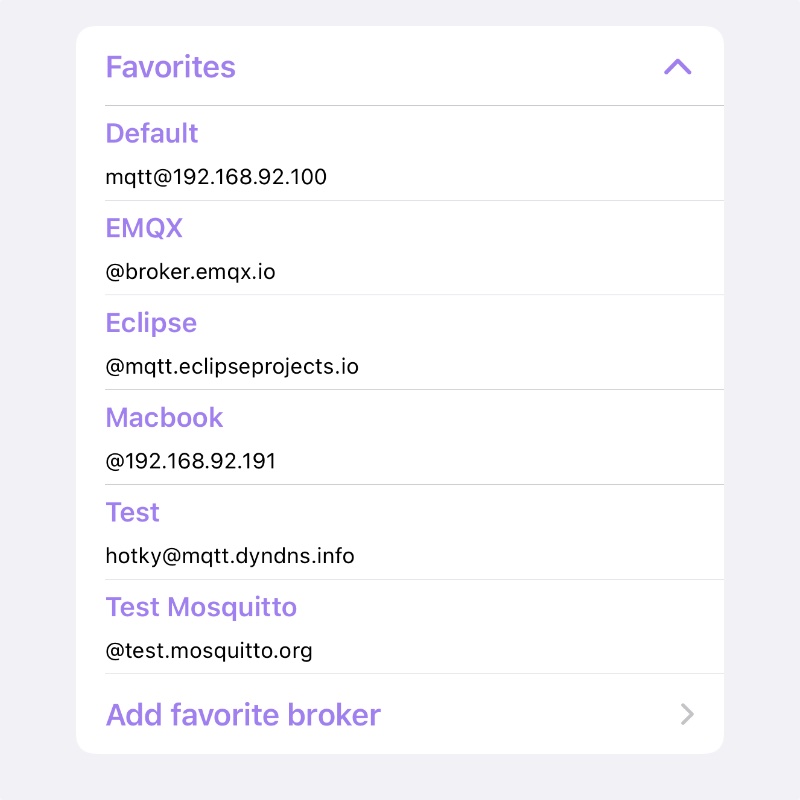 Favorites
Default
mqtt@192.168.92.100
EMQX
@broker.emqx.io
Eclipse
@mqtt.eclipseprojects.io
Macbook
@192.168.92.191
Test
hotky@mqtt.dyndns.info
Test Mosquitto
@test.mosquitto.org
Add favorite broker